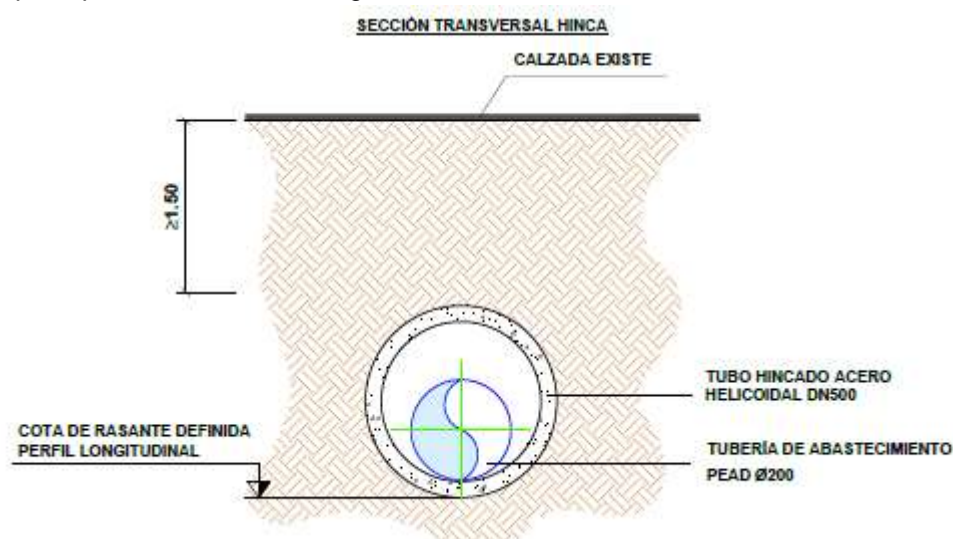 SECCIÓN TRANSVERSAL HINCA
CALZADA EXISTE
≥1.50
TUBO HINCADO ACERO
HELICOIDAL DN500
COTA DE RASANTE DEFINIDA
PERFIL LONGITUDINAL
TUBERÍA DE ABASTECIMIENTO
PEAD Ø200